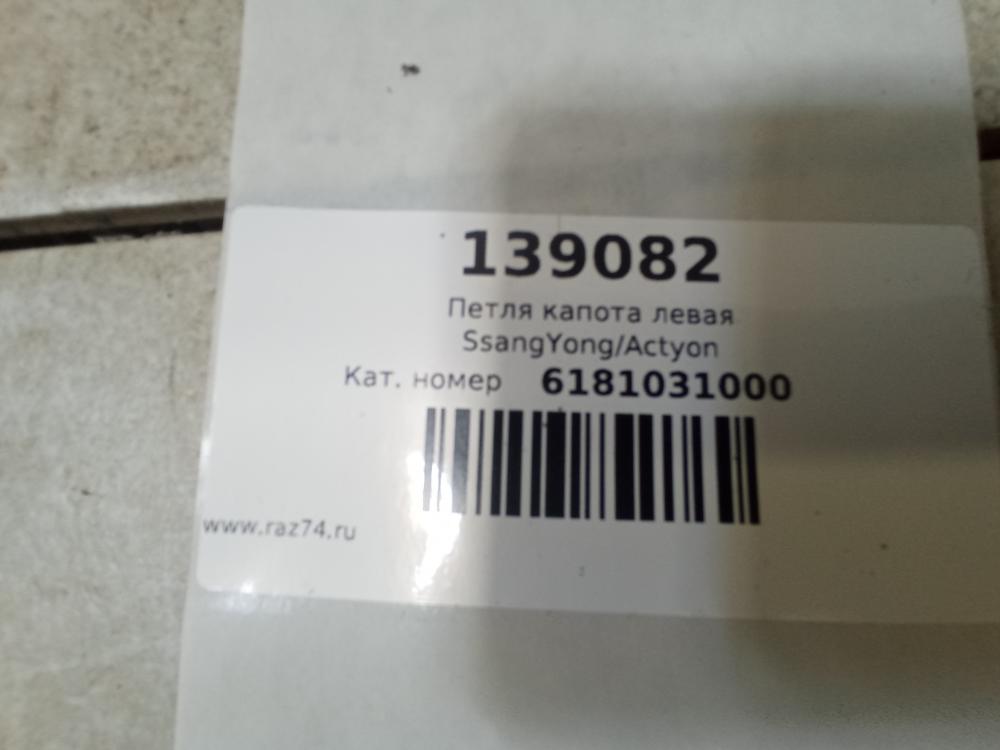 139082
Петля капота левая
SsangYong/Actyon
Кат. номер 6181031000
www.raz74.ru